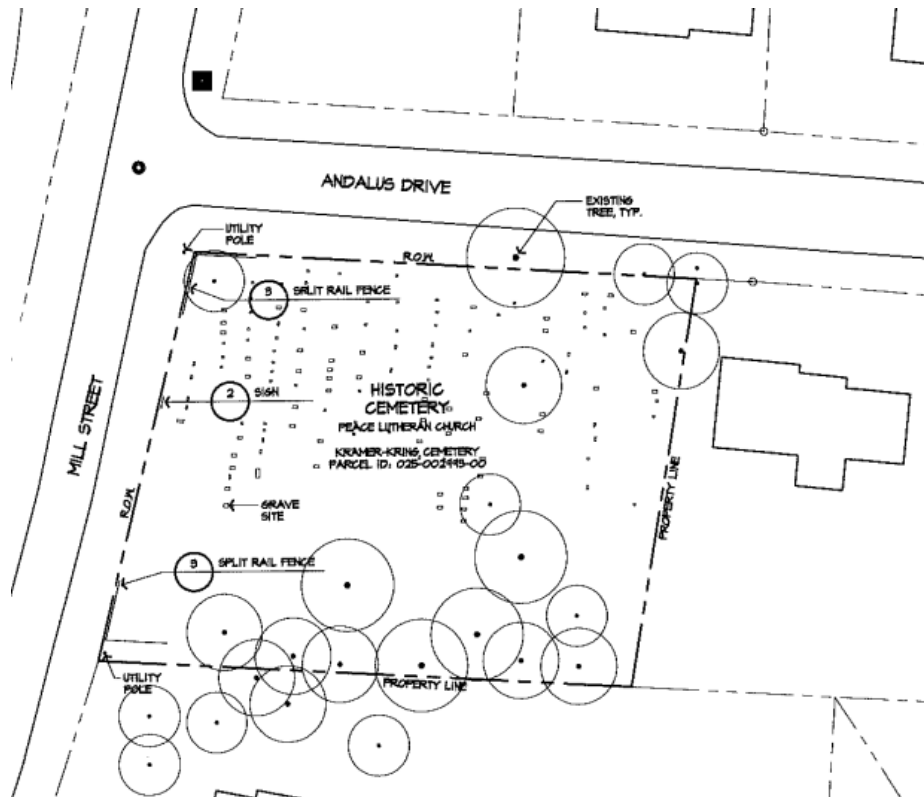 ANDALUS DRIVE
EXISTING
TREE, TYP.
UTILITY
POLE
R.O.W.
3
SPLIT RAIL FENCE
2
SIGN
HISTORIC
CEMETERY
PEACE LUTHERAN CHURCH
KRAMER-KRING, CEMETERY
PARCEL ID: 025-002993-00
MILL STREET
R.O.W.
GRAVE
SITE
PROPERTY LINE
3
SPLIT RAIL FENCE
UTILITY
POLE
PROPERTY LINE